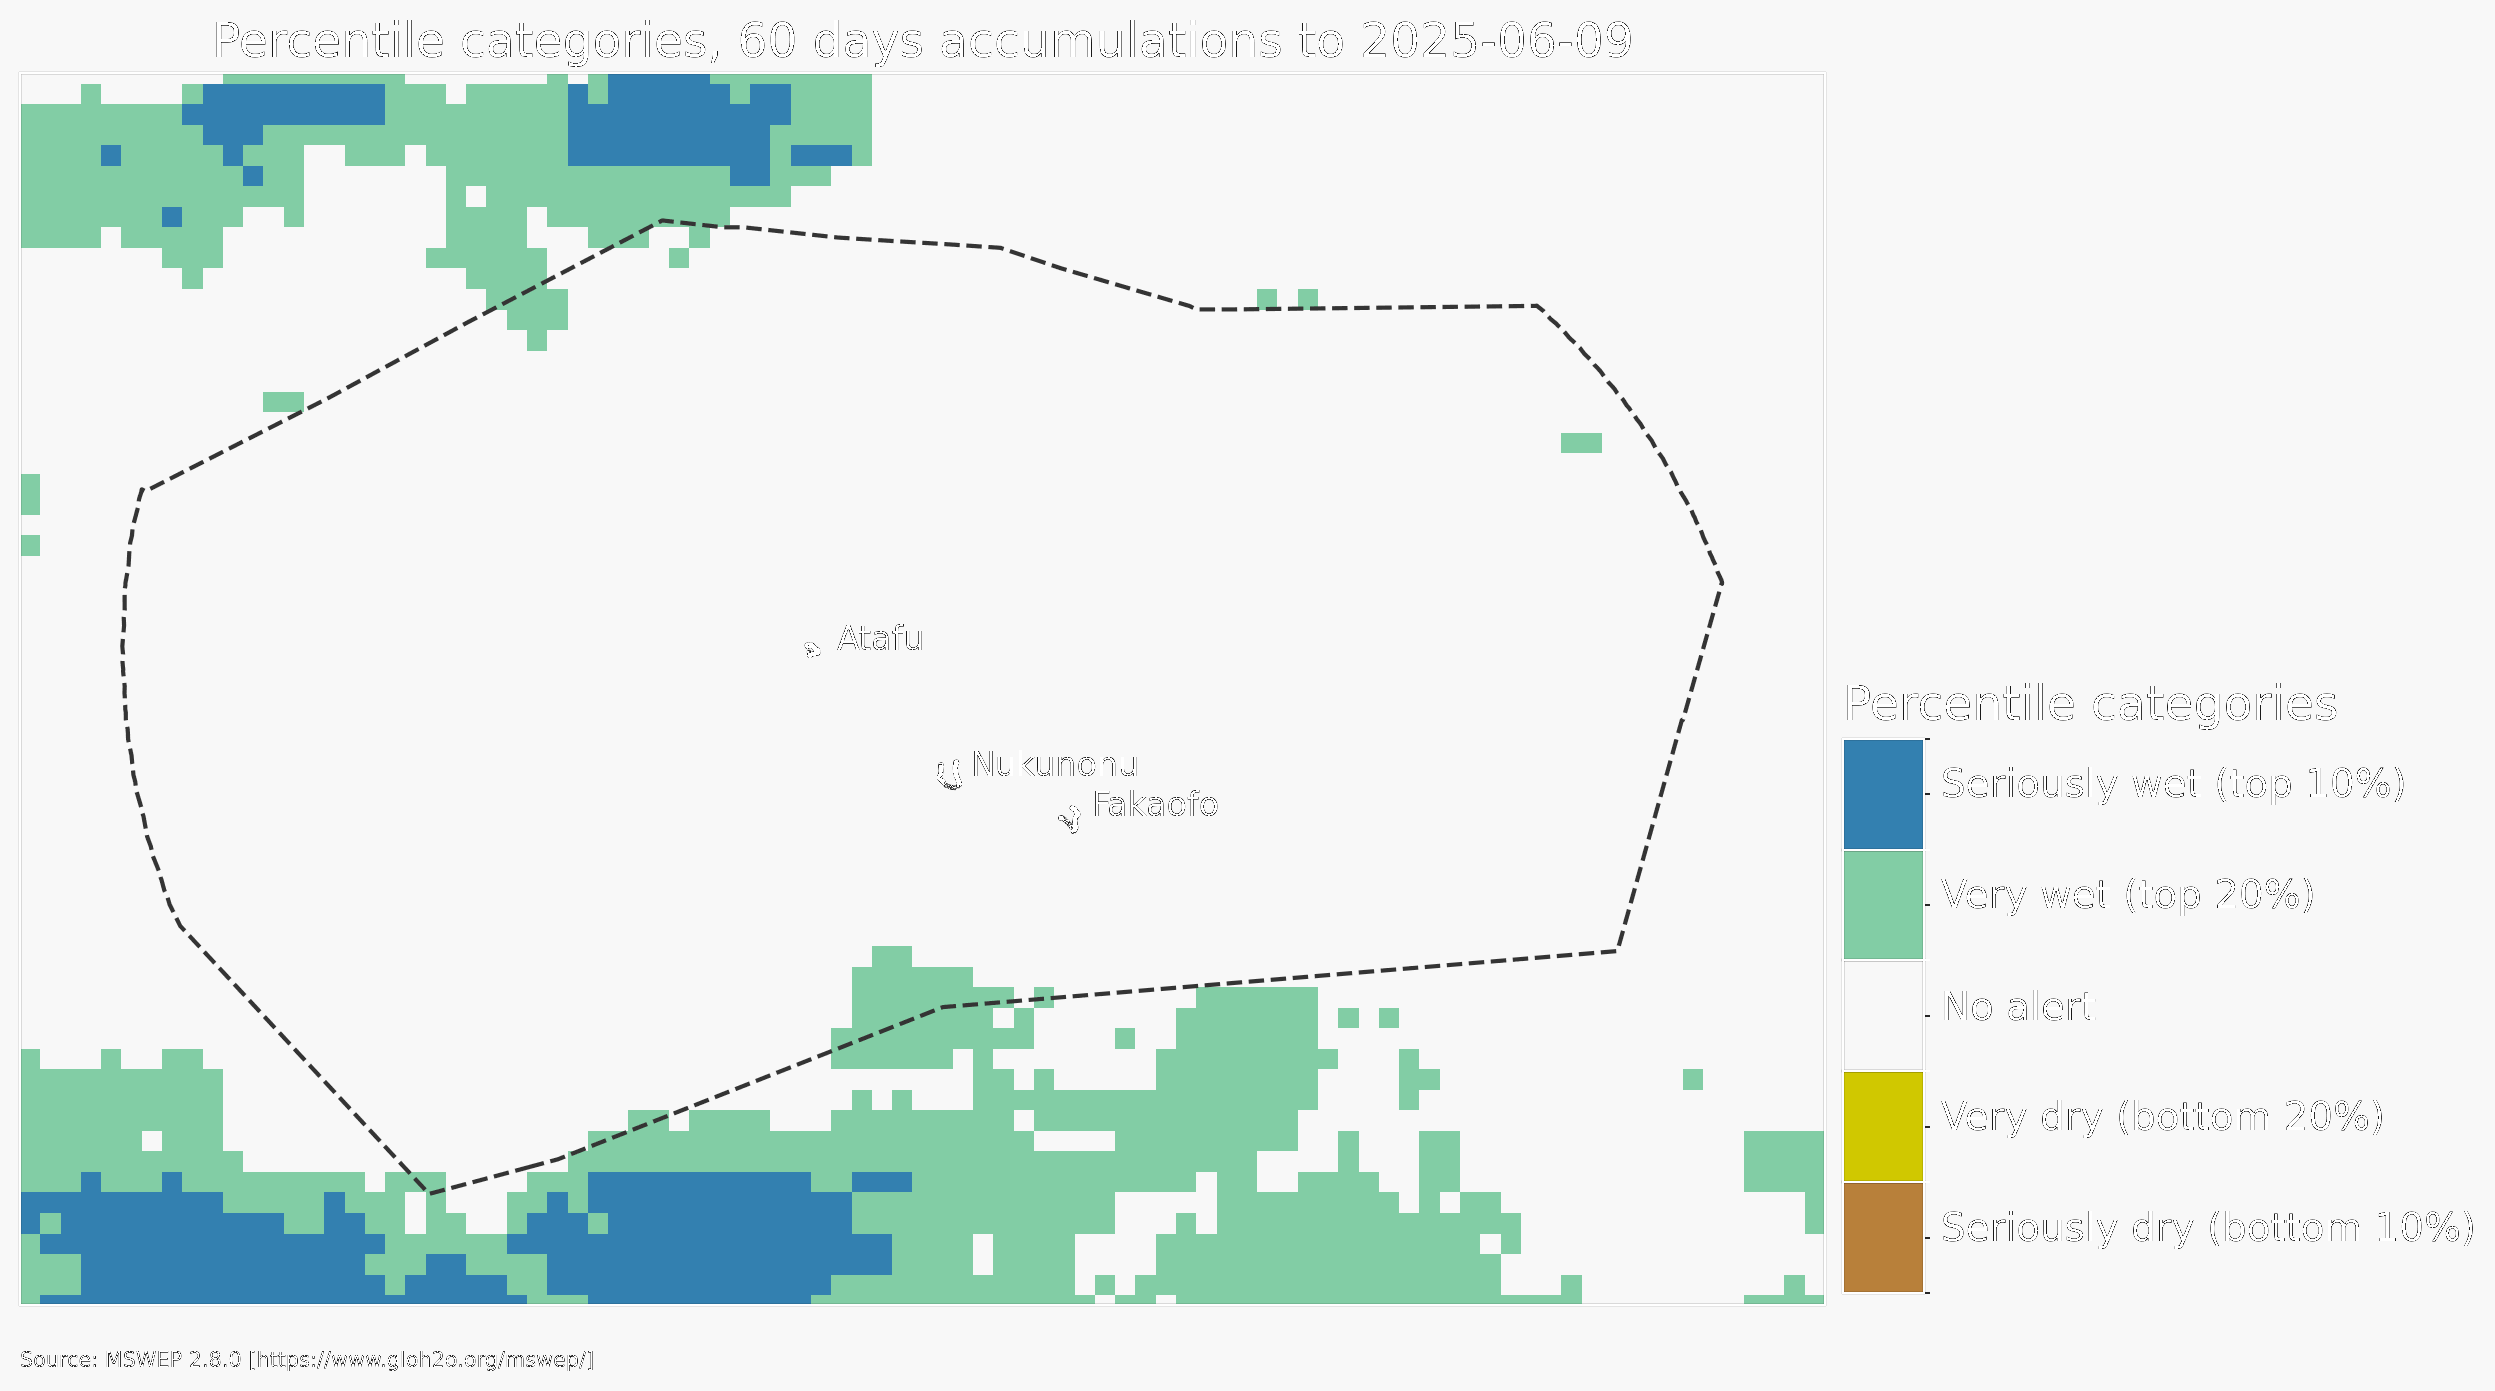 Percentile categories, 60 days accumulations to 2025-06-09
Atafu
Nukunonu
Fakaofo
Percentile categories
Seriously wet (top 10%)
Very wet (top 20%)
No alert
Very dry (bottom 20%)
Seriously dry (bottom 10%)
Source: MSWEP 2.8.0 [https://www.gloh2o.org/mswep/]